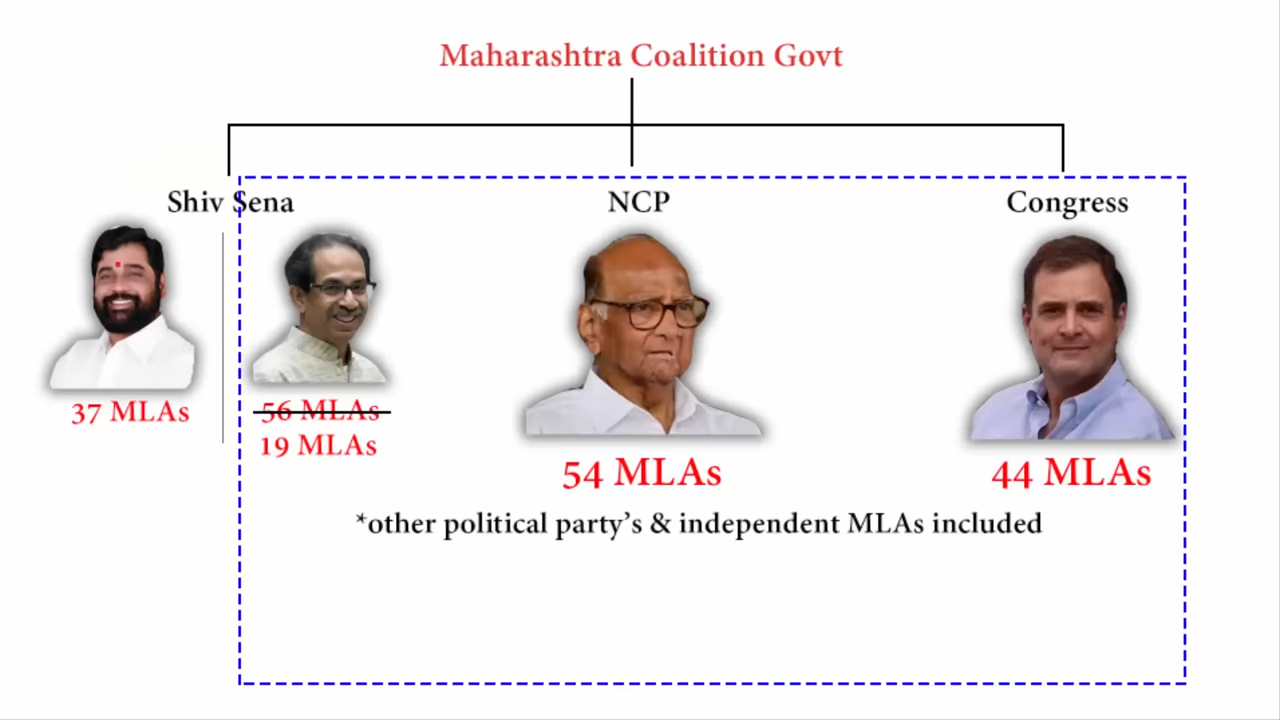 Maharashtra Coalition Govt
Shiv Sena
NCP
Congress
37 MLAs
56 MLAs
19 MLAs
54 MLAs
44 MLAs
*other political party’s & independent MLAs included